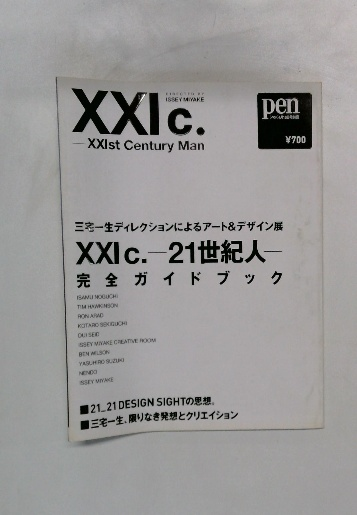 XXI c.
DIRECTED BY
ISSEY MIYAKE
— XXIst Century Man
pen
¥700
三宅一生ディレクションによるアート&デザイン展
XXI c.—21世紀人—
完全ガイドブック
ISAMU NOGUCHI
TIM HAWKINSON
RON ARAD
KOTARO SEKIGUCHI
DUI SEID
ISSEY MIYAKE CREATIVE ROOM
BEN WILSON
YASUHIRO SUZUKI
NENDO
ISSEY MIYAKE
■21_21 DESIGN SIGHTの思想。
■三宅一生、限りなき発想とクリエイション